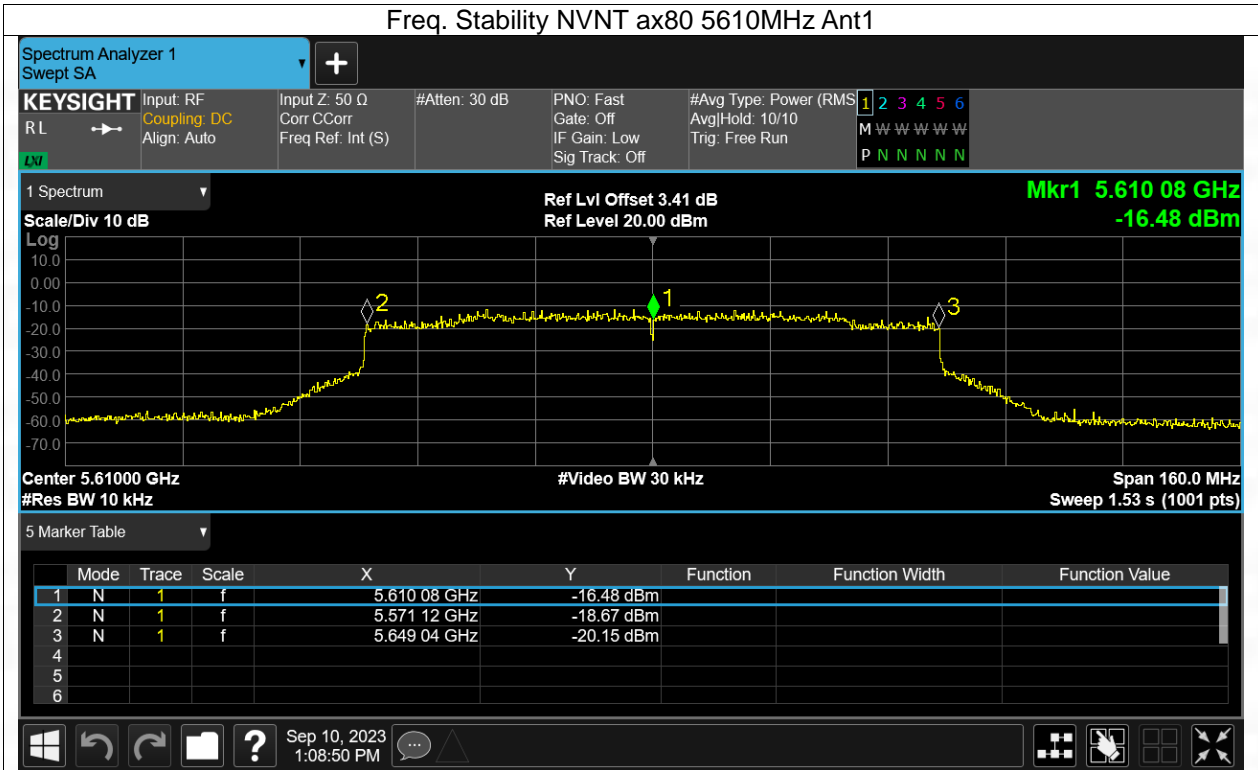 Freq. Stability NVNT ax80 5610MHz Ant1
Spectrum Analyzer 1
Swept SA
+
KEYSIGHT
RL
LXI
Input: RF
Coupling: DC
Align: Auto
Input Z: 50 Ω
Corr CCorr
Freq Ref: Int (S)
#Atten: 30 dB
PNO: Fast
Gate: Off
IF Gain: Low
Sig Track: Off
#Avg Type: Power (RMS
Avg|Hold: 10/10
Trig: Free Run
1 2 3 4 5 6
M W W W W W
P N N N N N
1 Spectrum
Scale/Div 10 dB
Ref Lvl Offset 3.41 dB
Ref Level 20.00 dBm
Mkr1 5.610 08 GHz
-16.48 dBm
Log
10.0
0.00
-10.0
-20.0
-30.0
-40.0
-50.0
-60.0
-70.0
2
1
3
Center 5.61000 GHz
#Video BW 30 kHz
Span 160.0 MHz
#Res BW 10 kHz
Sweep 1.53 s (1001 pts)
5 Marker Table
Mode Trace Scale X Y Function Function Width Function Value
1 N 1 f 5.610 08 GHz -16.48 dBm
2 N 1 f 5.571 12 GHz -18.67 dBm
3 N 1 f 5.649 04 GHz -20.15 dBm
4
5
6
?
Sep 10, 2023
1:08:50 PM